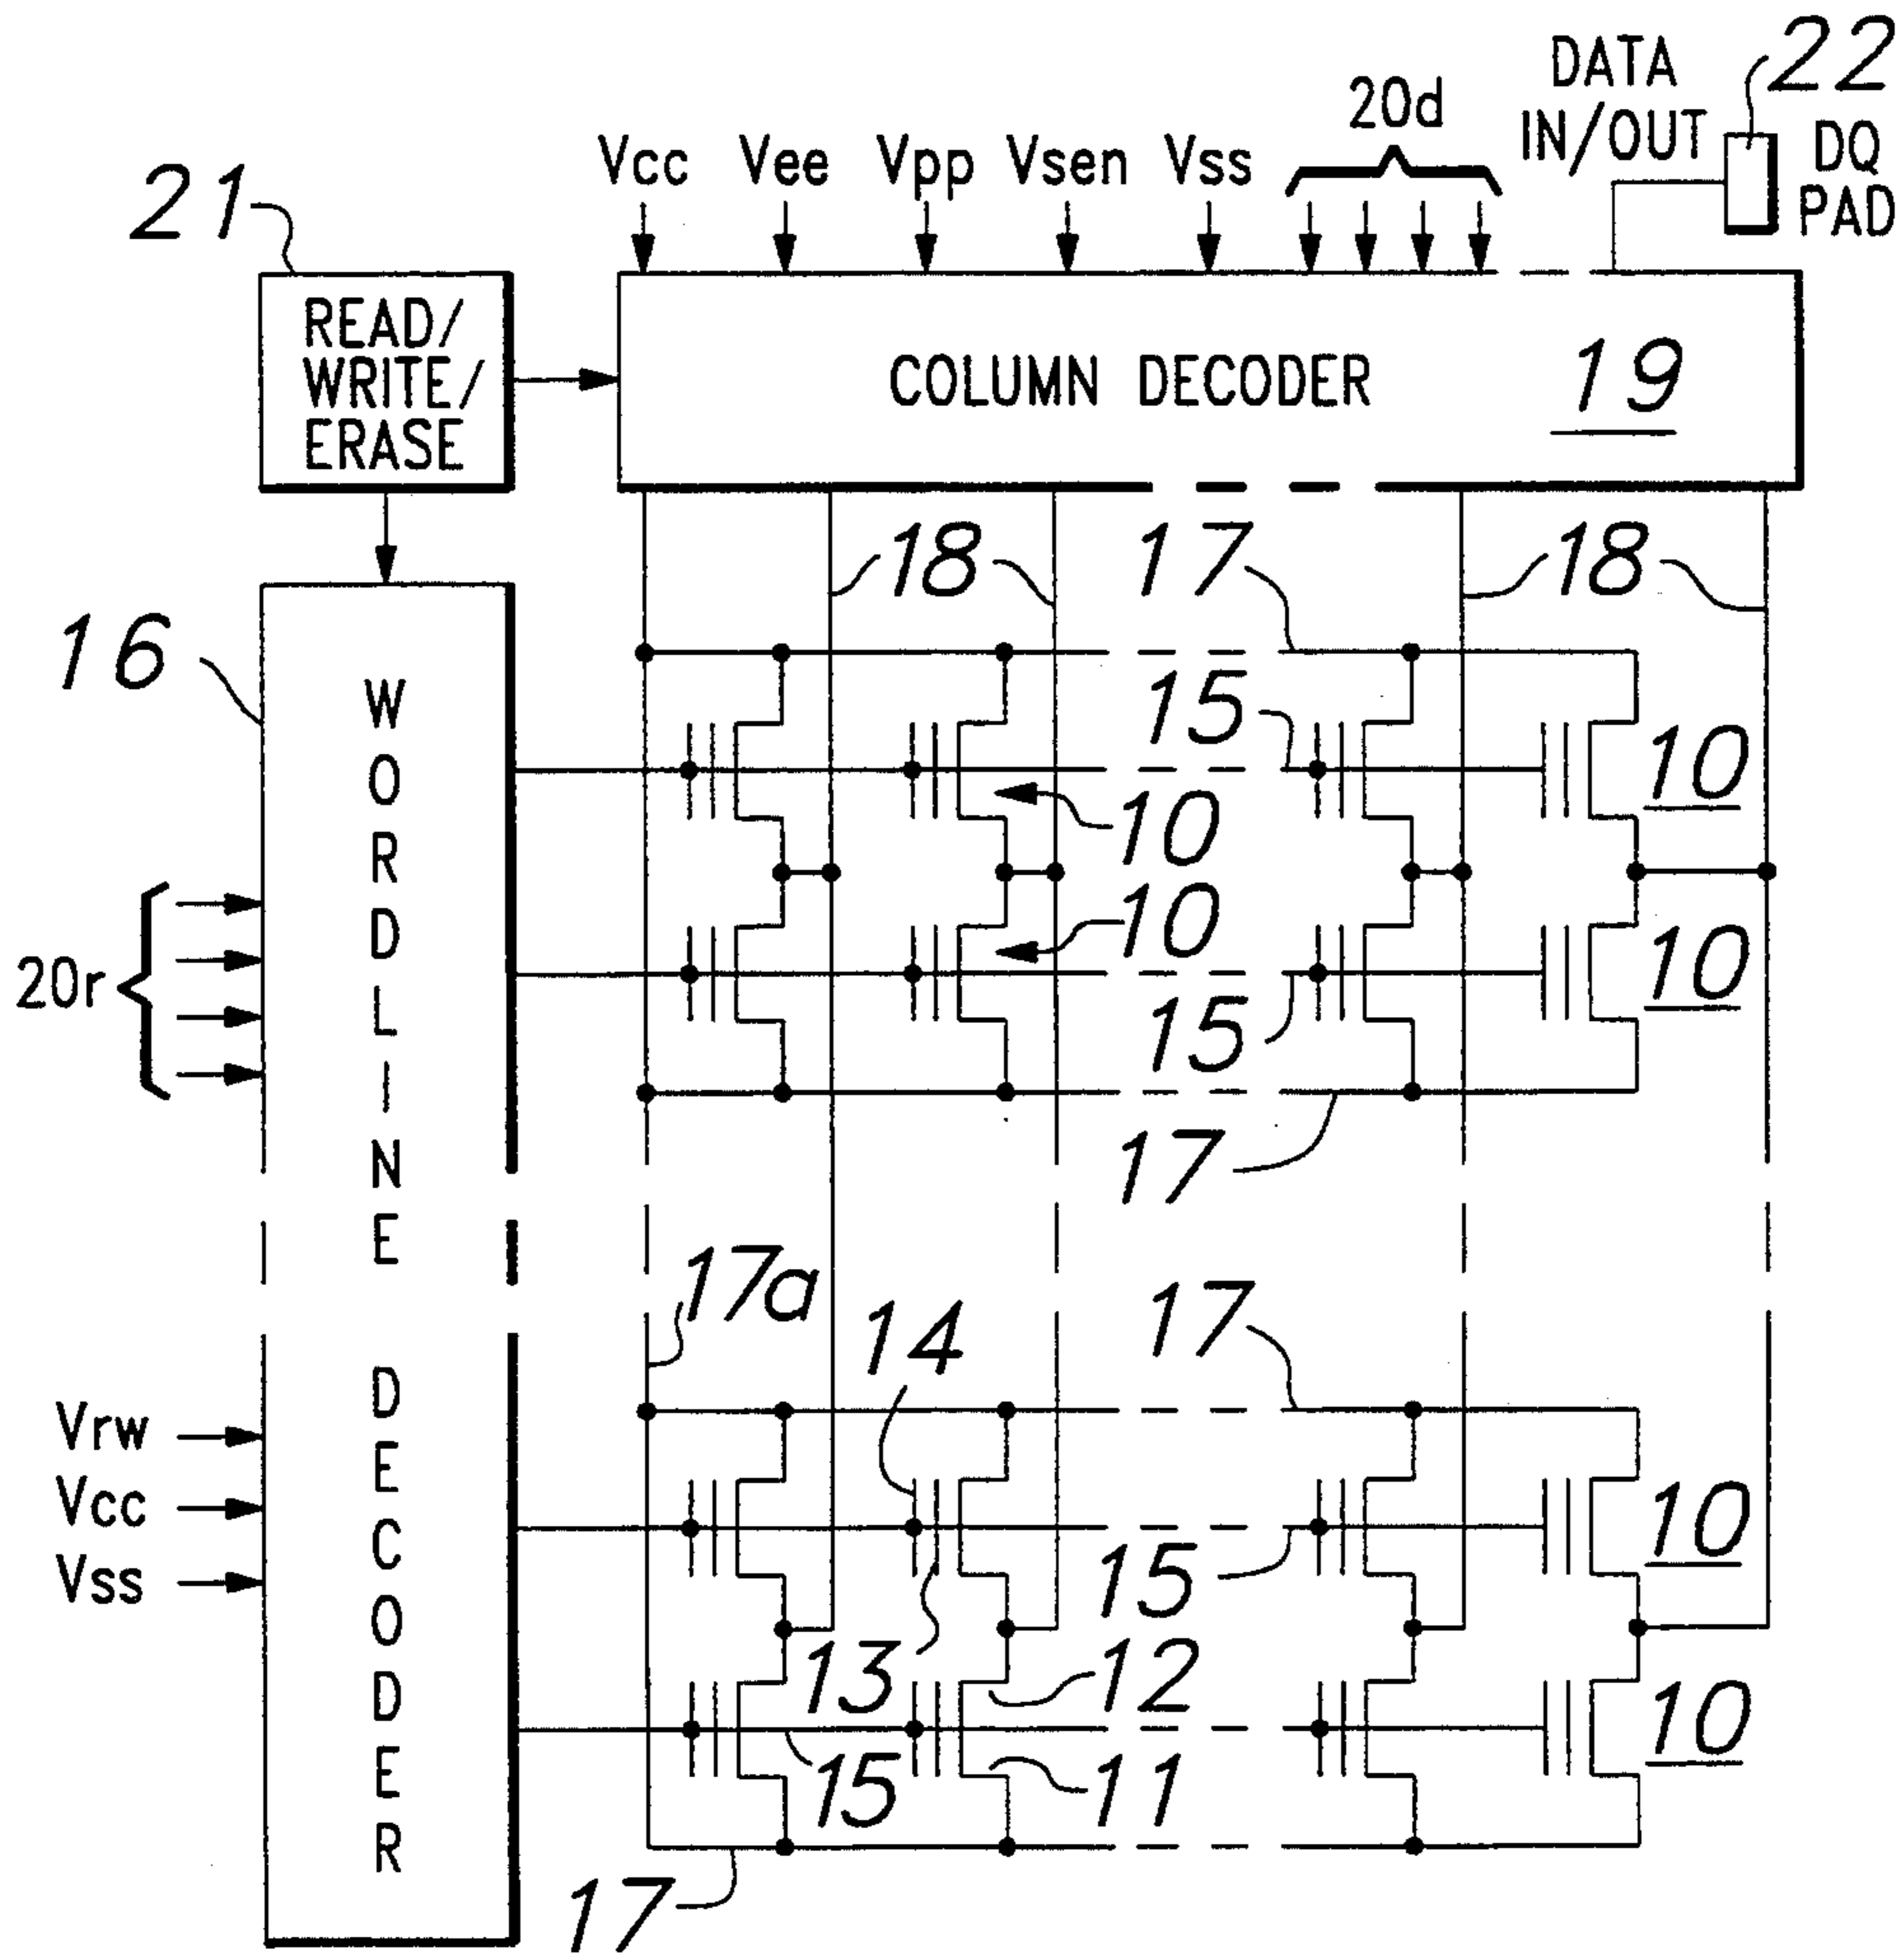 22
DATA
IN/OUT
DQ
PAD
20d
Vcc Vee Vpp Vsen Vss
21
READ/
WRITE/
ERASE
COLUMN DECODER
19
18
17
18
16
WORDLINE DECODER
15
10
10
10
10
20r
15
17
17a
14
17
Vrw
Vcc
Vss
10
15
13
12
10
15
11
17